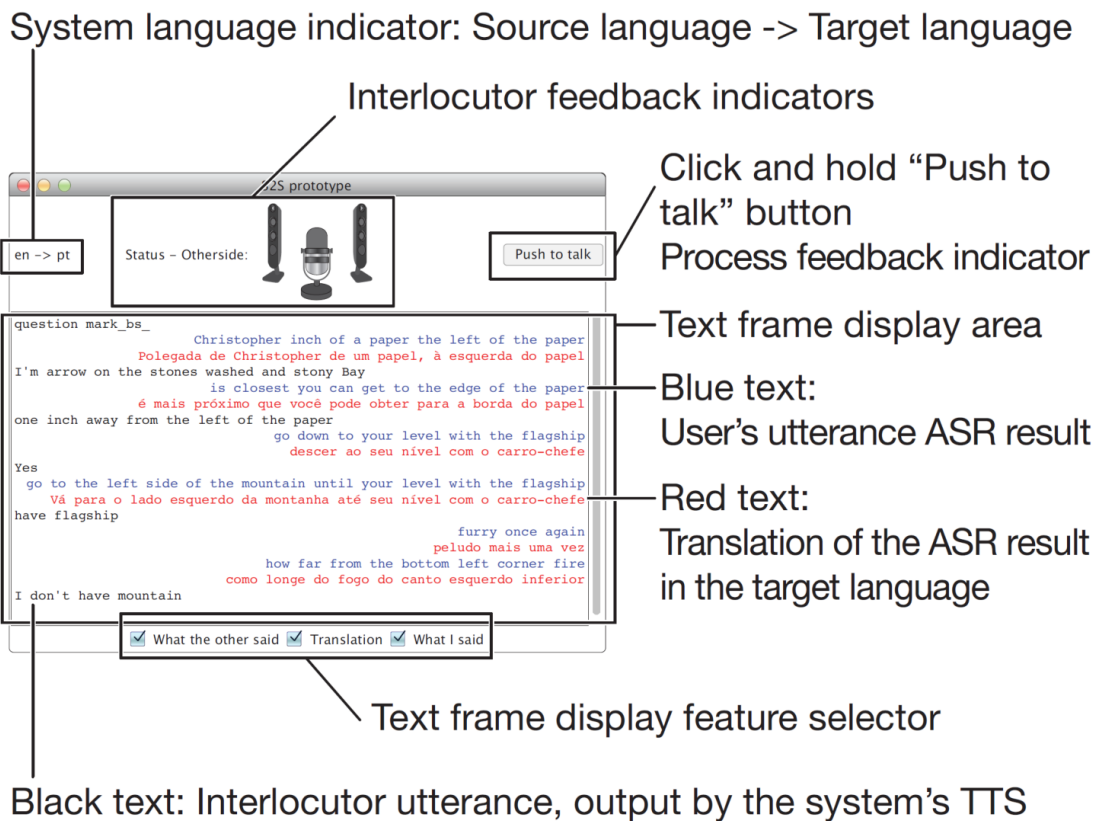 System language indicator: Source language -> Target language
Interlocutor feedback indicators
S2S prototype
en -> pt
Status - Otherside:
Push to talk
Click and hold “Push to
talk” button
Process feedback indicator
question mark_bs_
Christopher inch of a paper the left of the paper
Polegada de Christopher de um papel, à esquerda do papel
I'm arrow on the stones washed and stony Bay
is closest you can get to the edge of the paper
é mais próximo que você pode obter para a borda do papel
one inch away from the left of the paper
go down to your level with the flagship
descer ao seu nível com o carro-chefe
Yes
go to the left side of the mountain until your level with the flagship
Vá para o lado esquerdo da montanha até seu nível com o carro-chefe
have flagship
furry once again
peludo mais uma vez
how far from the bottom left corner fire
como longe do fogo do canto esquerdo inferior
I don't have mountain
Text frame display area
Blue text:
User’s utterance ASR result
Red text:
Translation of the ASR result
in the target language
What the other said
Translation
What I said
Text frame display feature selector
Black text: Interlocutor utterance, output by the system’s TTS